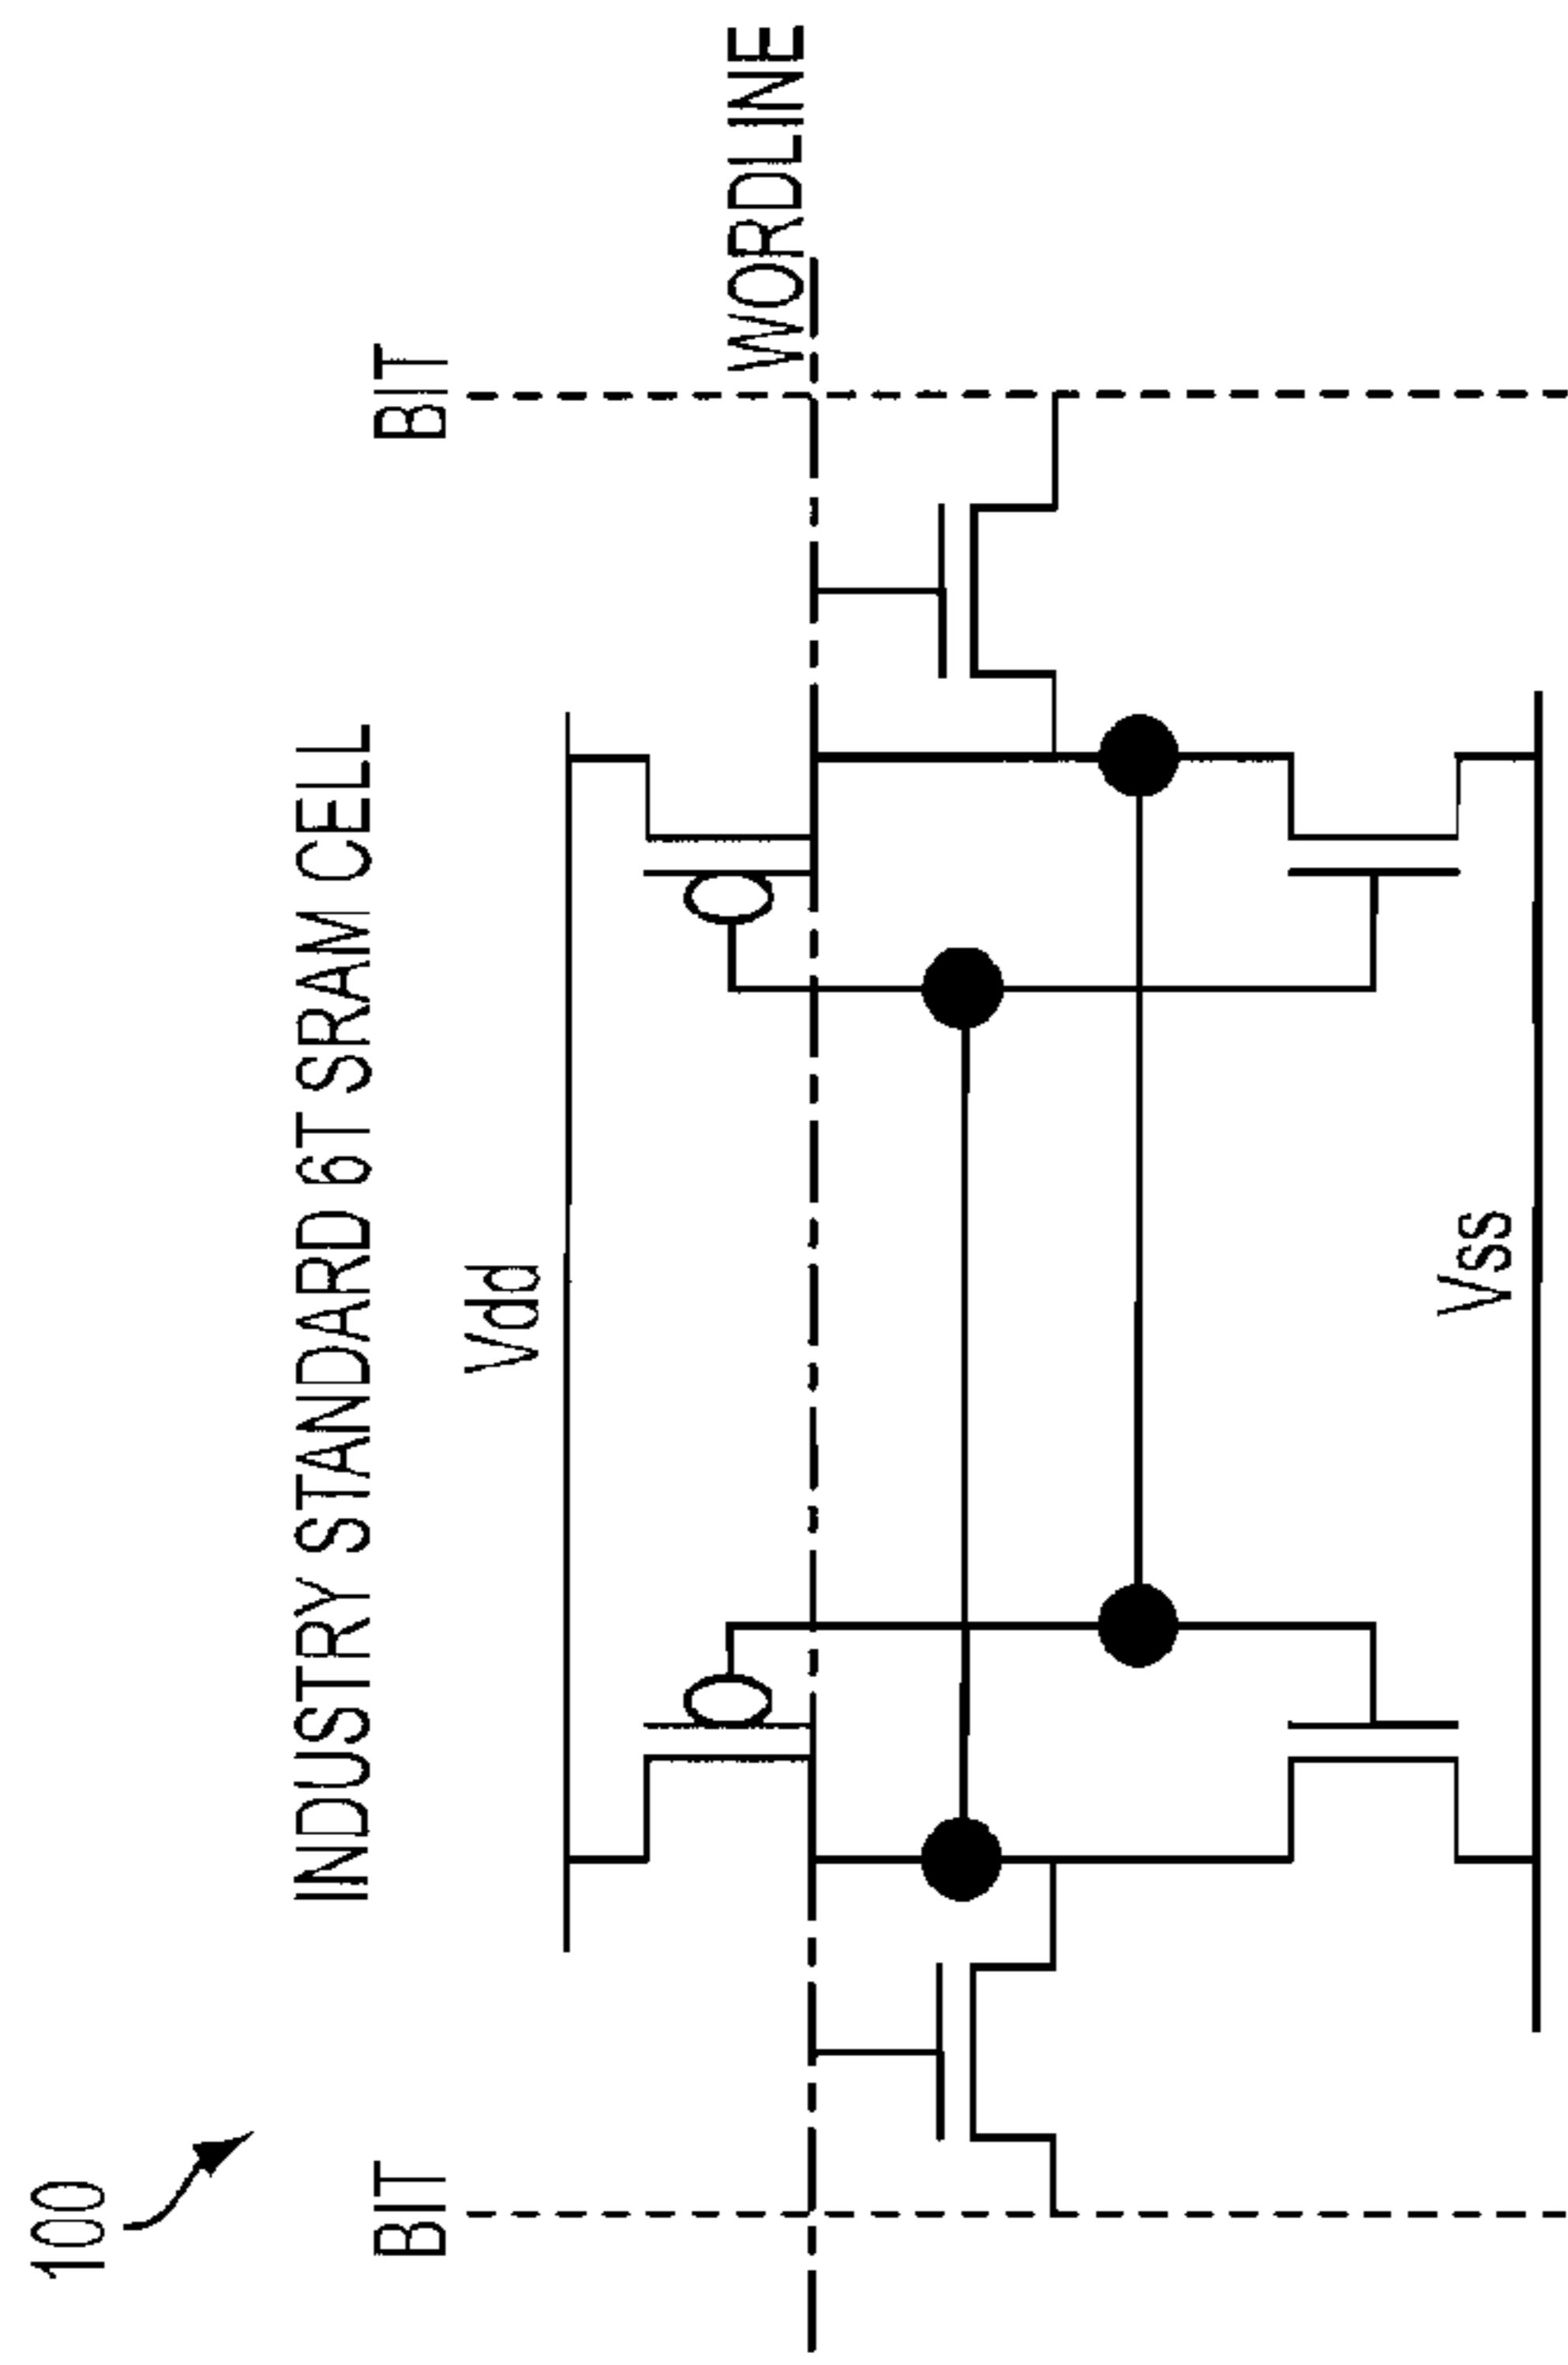 100
INDUSTRY STANDARD 6T SRAM CELL
BIT
BIT
Vdd
WORDLINE
Vss